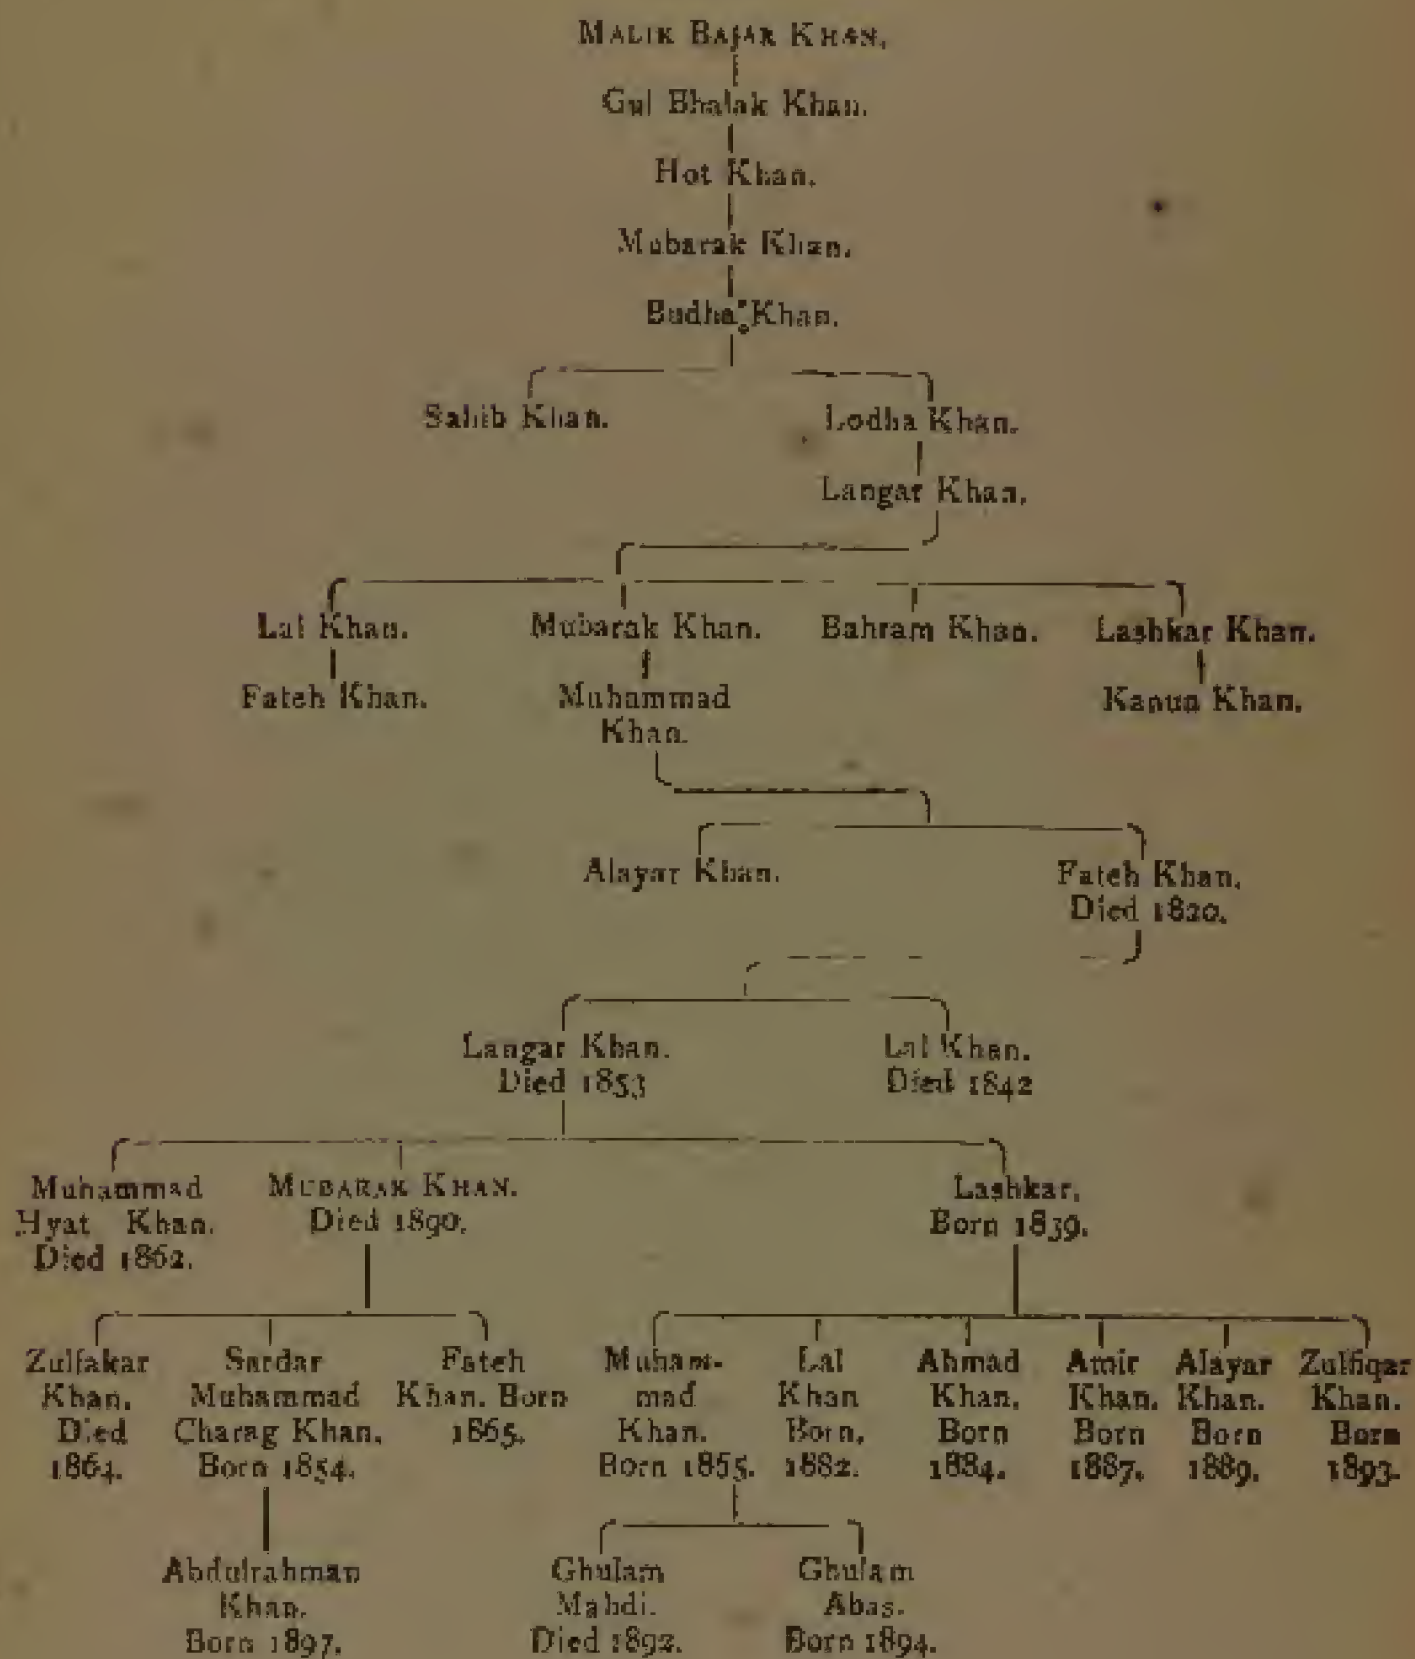 MALIK BAJAR KHAN.
Gul Bhalak Khan.
Hot Khan.
Mubarak Khan.
Budha Khan.
Sahib Khan. Lodha Khan.
Langar Khan.
Lal Khan. Mubarak Khan. Bahram Khan. Lashkar Khan.
Fateh Khan. Muhammad Kanun Khan.
Khan.
Alayar Khan. Fateh Khan.
Died 1820.
Langar Khan. Lal Khan.
Died 1853 Died 1842
Muhammad MUBARAK KHAN. Lashkar.
Hyat Khan. Died 1890. Born 1839.
Died 1862.
Zulfakar Sardar Fateh Muham- Lal Ahmad Amir Alayar Zulfiqar
Khan. Muhammad Khan. Born mad Khan Khan. Khan. Khan. Khan.
Died Charag Khan. 1865. Khan. Born. Born Born Born Born
1864. Born 1854. Born 1855. 1882. 1884. 1887. 1889. 1893.
Abdulrahman Ghulam Ghulam
Khan. Mahdi. Abas.
Born 1897. Died 1892. Born 1894.